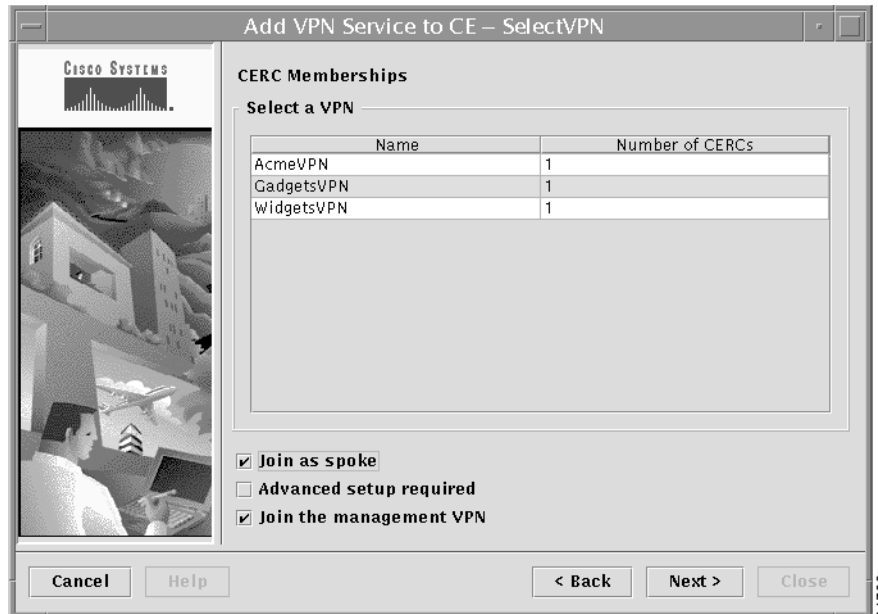 Add VPN Service to CE – SelectVPN
CISCO SYSTEMS
CERC Memberships
Select a VPN
Name Number of CERCs
AcmeVPN 1
GadgetsVPN 1
WidgetsVPN 1
Join as spoke
Advanced setup required
Join the management VPN
Cancel Help < Back Next > Close